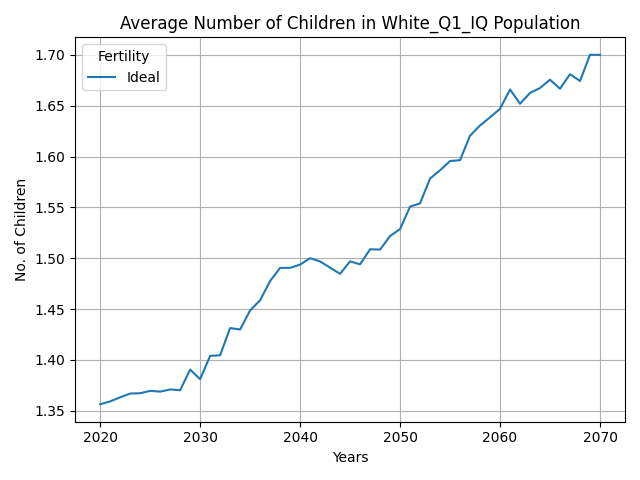 Average Number of Children in White_Q1_IQ Population
Fertility
Ideal
No. of Children
1.70
1.65
1.60
1.55
1.50
1.45
1.40
1.35
2020 2030 2040 2050 2060 2070
Years